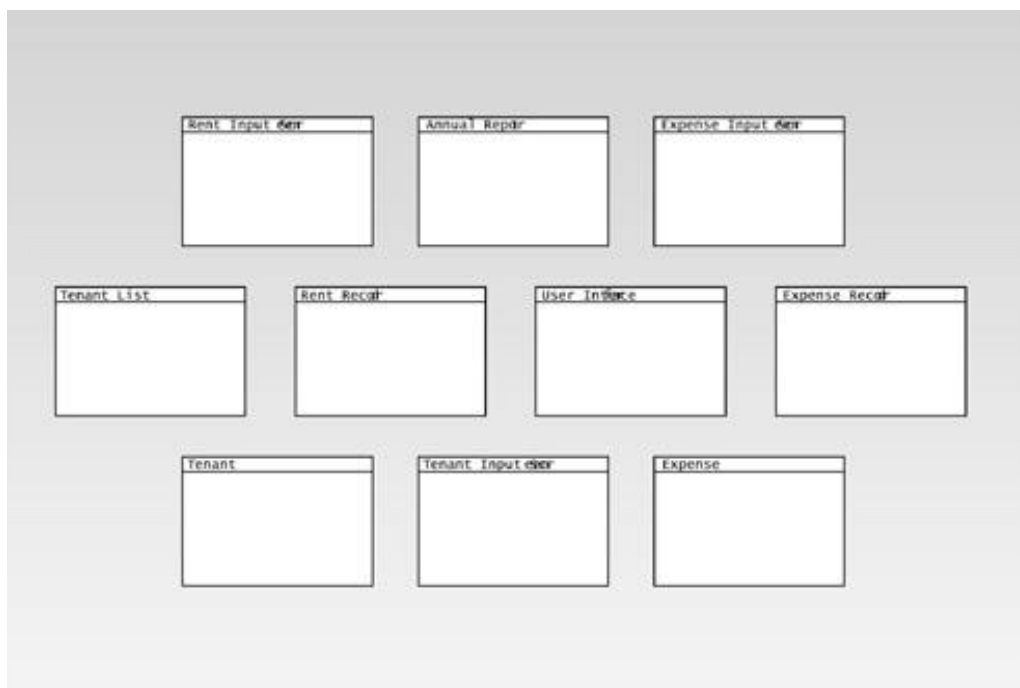 Rent Input
Annual
Expense Input
Tenant List
Rent
User
Expense
Tenant
Tenant Input
Expense